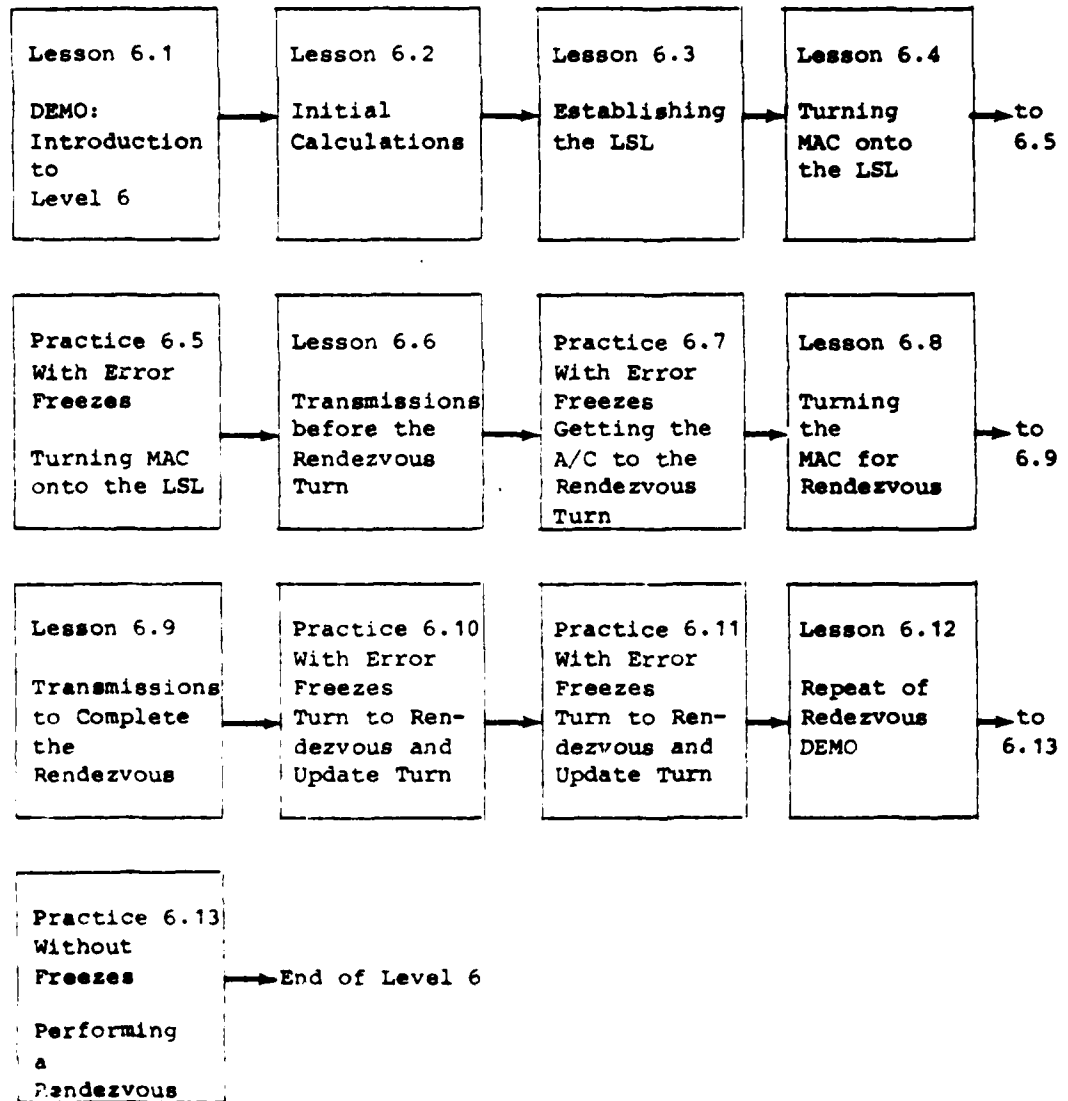 Lesson 6.1
DEMO:
Introduction
to
Level 6
Lesson 6.2
Initial
Calculations
Lesson 6.3
Establishing
the LSL
Lesson 6.4
Turning
MAC onto
the LSL
to
6.5
Practice 6.5
With Error
Freezes
Turning MAC
onto the LSL
Lesson 6.6
Transmissions
before the
Rendezvous
Turn
Practice 6.7
With Error
Freezes
Getting the
A/C to the
Rendezvous
Turn
Lesson 6.8
Turning
the
MAC for
Rendezvous
to
6.9
Lesson 6.9
Transmissions
to Complete
the
Rendezvous
Practice 6.10
With Error
Freezes
Turn to Ren-
dezvous and
Update Turn
Practice 6.11
With Error
Freezes
Turn to Ren-
dezvous and
Update Turn
Lesson 6.12
Repeat of
Redezvous
DEMO
to
6.13
Practice 6.13
Without
Freezes
Performing
a
Rendezvous
End of Level 6